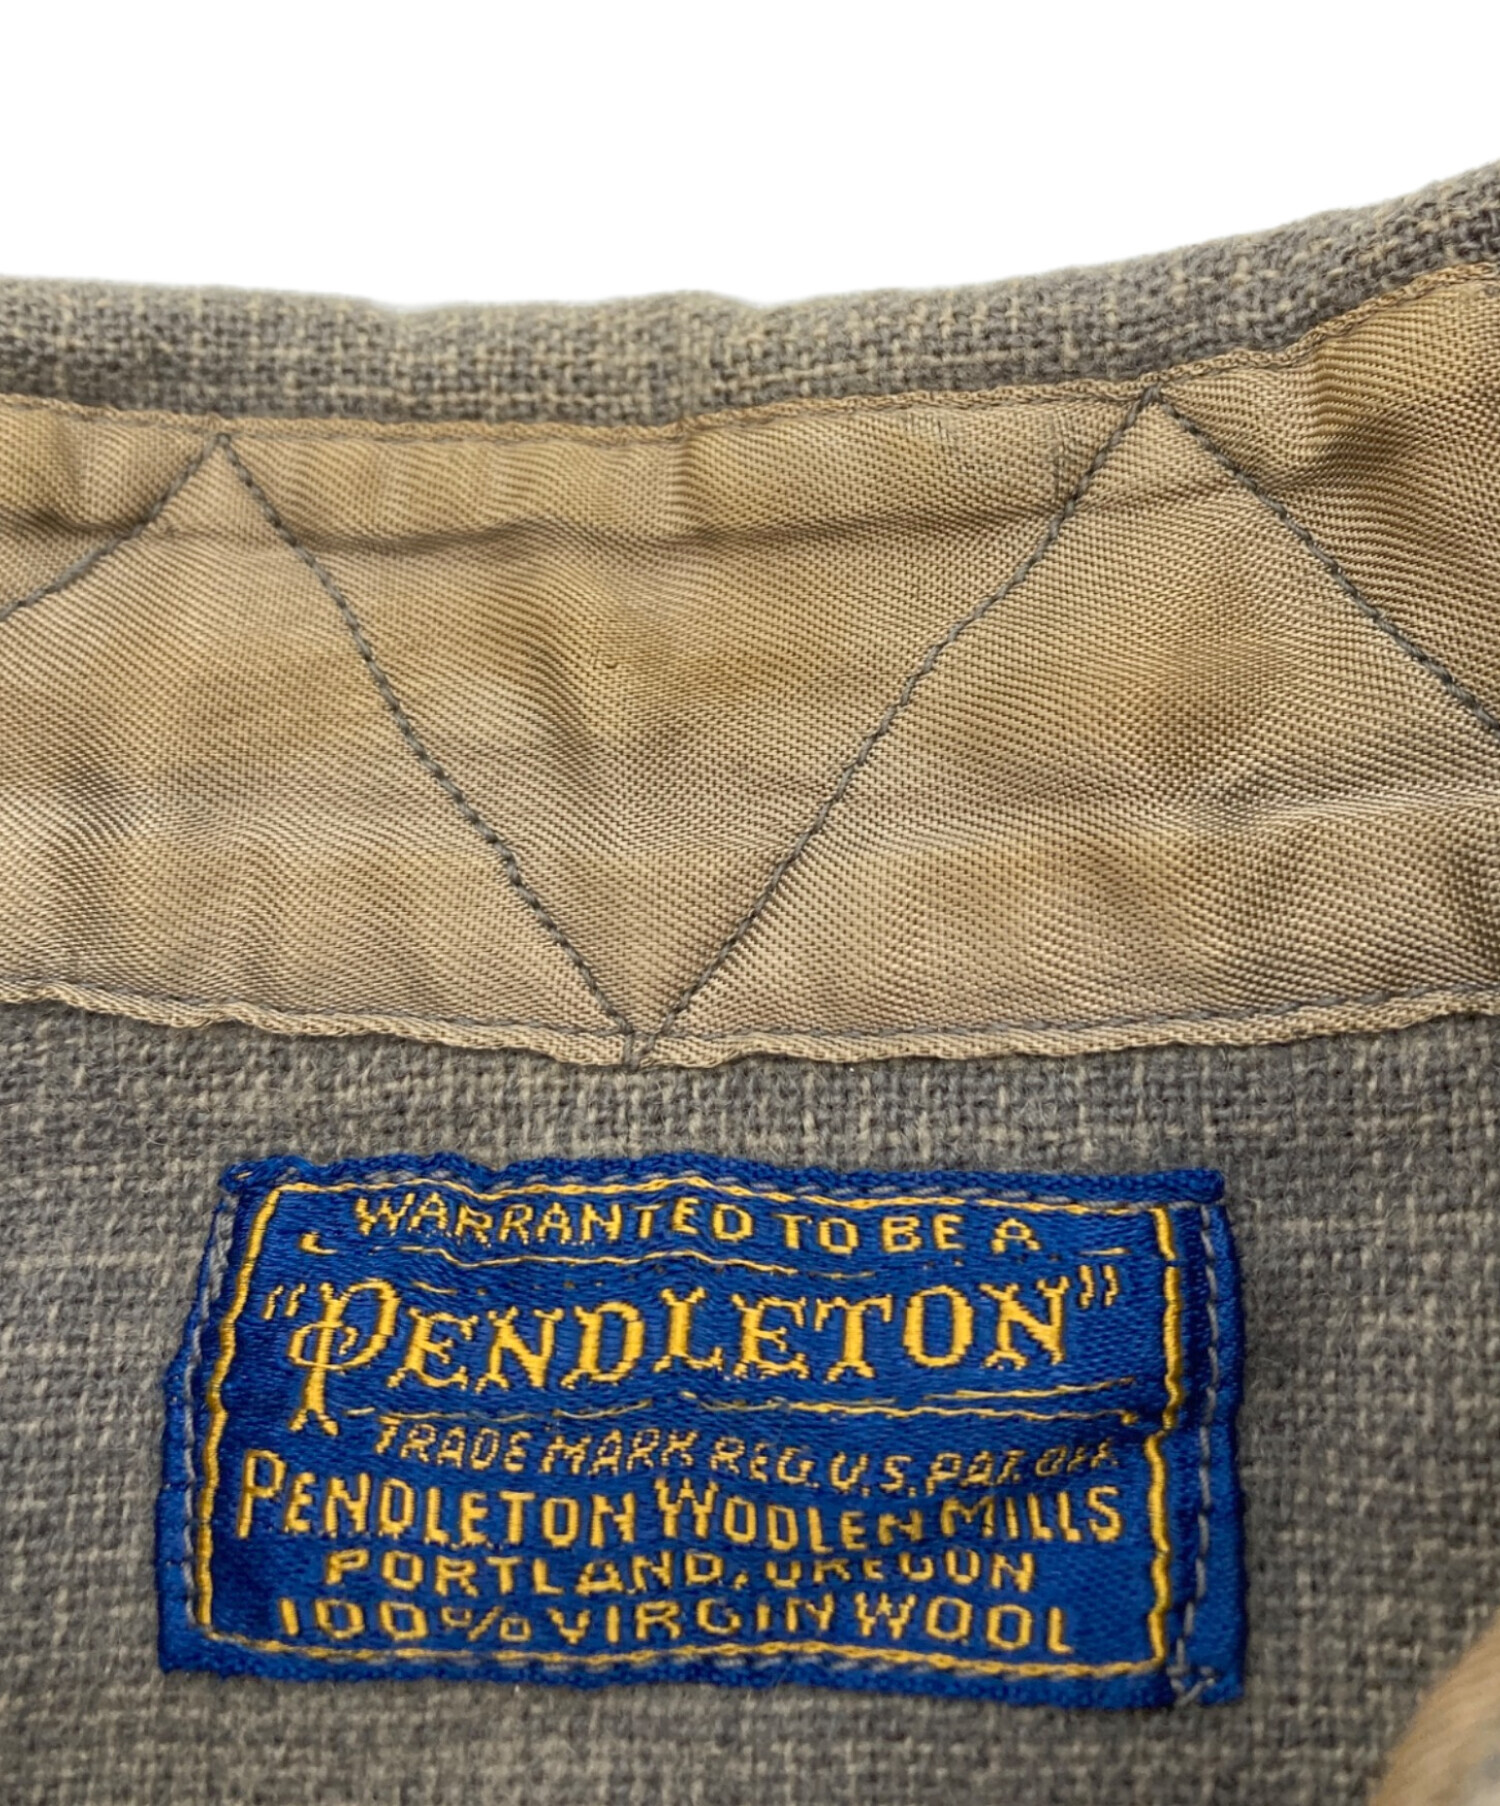 WARRANTED TO BE A
"PENDLETON"
TRADE MARK REG. U.S. PAT. OFF.
PENDLETON WOOLEN MILLS
PORTLAND, OREGON
100% VIRGIN WOOL